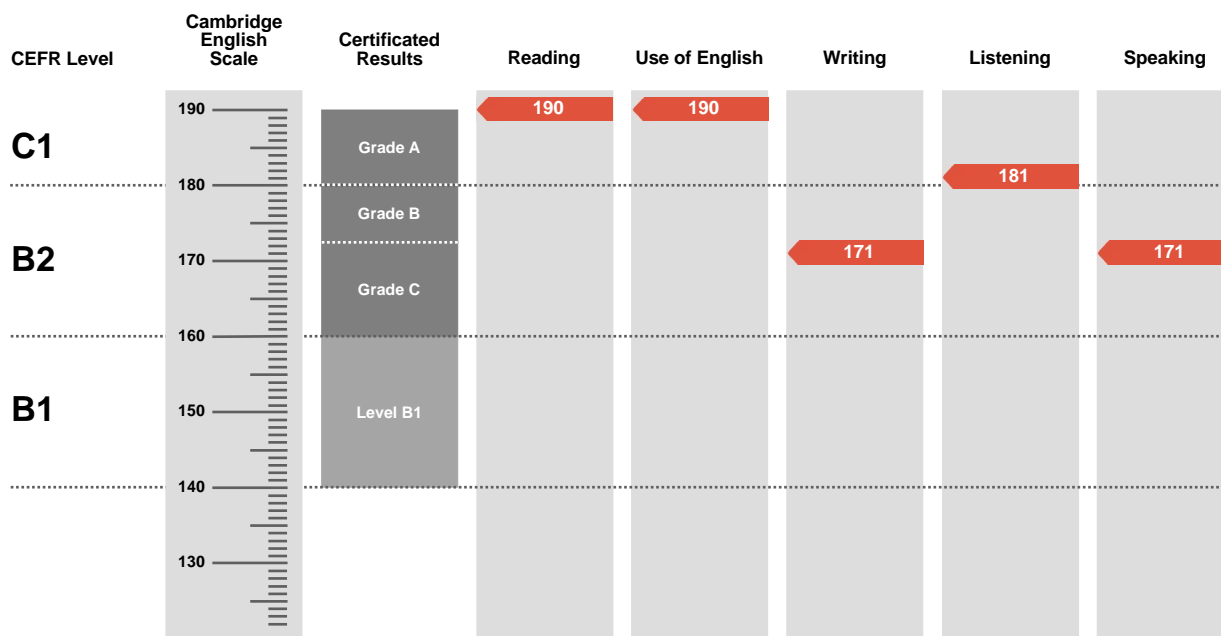 CEFR Level
Cambridge
English
Scale
Certificated
Results
Reading
Use of English
Writing
Listening
Speaking
190
190
190
C1
Grade A
181
180
Grade B
B2
170
171
171
Grade C
160
B1
150
Level B1
140
130